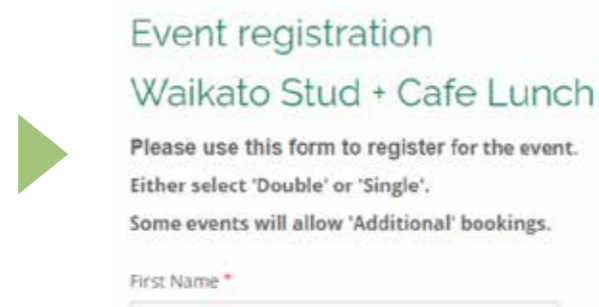 Event registration
Waikato Stud + Cafe Lunch
Please use this form to register for the event.
Either select 'Double' or 'Single'.
Some events will allow 'Additional' bookings.
First Name *